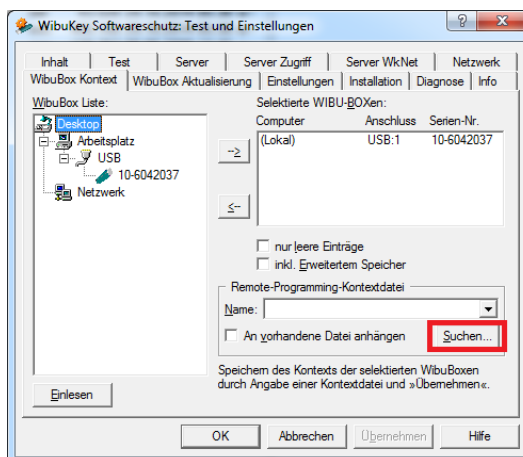 WibuKey Softwareschutz: Test und Einstellungen
Inhalt Test Server Server Zugriff Server WkNet Netzwerk
WibuBox Kontext WibuBox Aktualisierung Einstellungen Installation Diagnose Info
WibuBox Liste:
Desktop
Arbeitsplatz
USB
10-6042037
Netzwerk
Einlesen
-->
<--
Selektierte WIBU-BOXen:
Computer Anschluss Serien-Nr.
(Lokal) USB:1 10-6042037
nur leere Einträge
inkl. Erweitertem Speicher
Remote-Programming-Kontextdatei
Name:
An vorhandene Datei anhängen Suchen...
Speichern des Kontexts der selektierten WibuBoxen
durch Angabe einer Kontextdatei und »Übernehmen«.
OK Abbrechen Übernehmen Hilfe